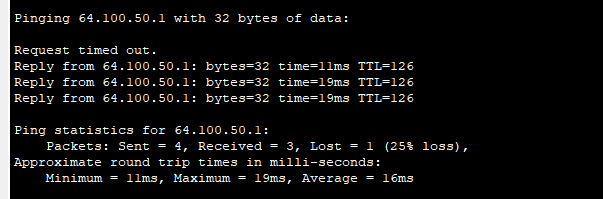 Pinging 64.100.50.1 with 32 bytes of data:
Request timed out.
Reply from 64.100.50.1: bytes=32 time=11ms TTL=126
Reply from 64.100.50.1: bytes=32 time=19ms TTL=126
Reply from 64.100.50.1: bytes=32 time=19ms TTL=126
Ping statistics for 64.100.50.1:
Packets: Sent = 4, Received = 3, Lost = 1 (25% loss),
Approximate round trip times in milli-seconds:
Minimum = 11ms, Maximum = 19ms, Average = 16ms